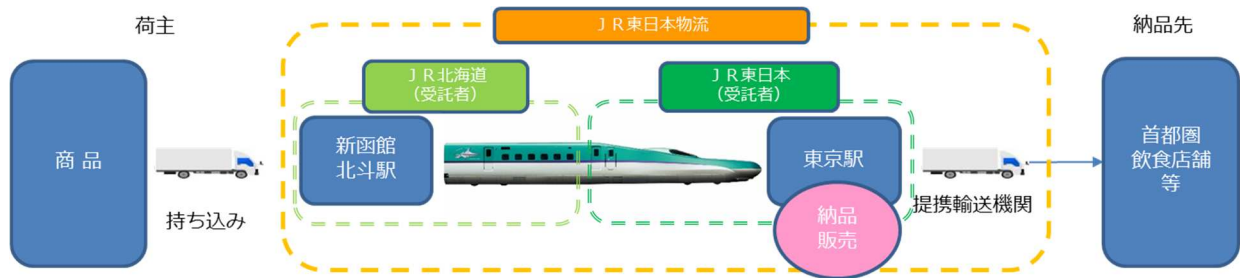 荷主
ＪＲ東日本物流
納品先
ＪＲ北海道
（受託者）
ＪＲ東日本
（受託者）
商 品
持ち込み
新函館
北斗駅
東京駅
納品
販売
提携輸送機関
首都圏
飲食店舗
等